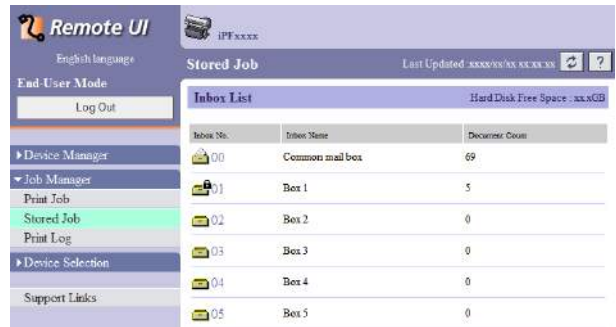 Remote UI
English language
End-User Mode
Log Out
Device Manager
Job Manager
Print Job
Stored Job
Print Log
Device Selection
Support Links
iPFxxxx
Stored Job
Last Updated :xxxx/xx/xx xx:xx:xx
?
Inbox List
Hard Disk Free Space : xx.xGB
Inbox No. Inbox Name Document Count
00 Common mail box 69
01 Box 1 5
02 Box 2 0
03 Box 3 0
04 Box 4 0
05 Box 5 0